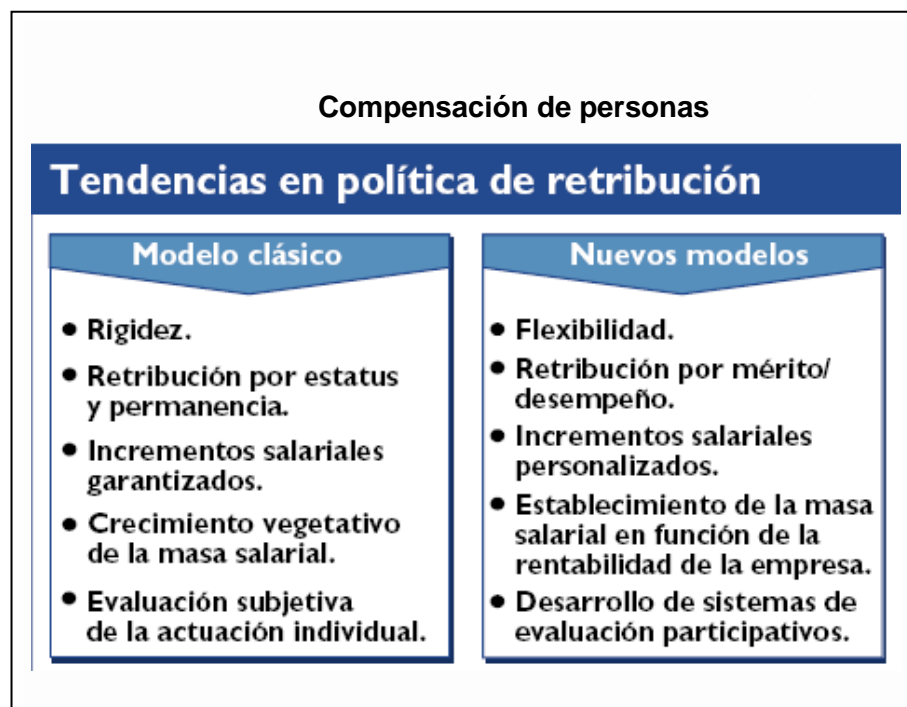 Compensación de personas
Tendencias en política de retribución
Modelo clásico
• Rigidez.
• Retribución por estatus
y permanencia.
• Incrementos salariales
garantizados.
• Crecimiento vegetativo
de la masa salarial.
• Evaluación subjetiva
de la actuación individual.
Nuevos modelos
• Flexibilidad.
• Retribución por mérito/
desempeño.
• Incrementos salariales
personalizados.
• Establecimiento de la masa
salarial en función de la
rentabilidad de la empresa.
• Desarrollo de sistemas de
evaluación participativos.